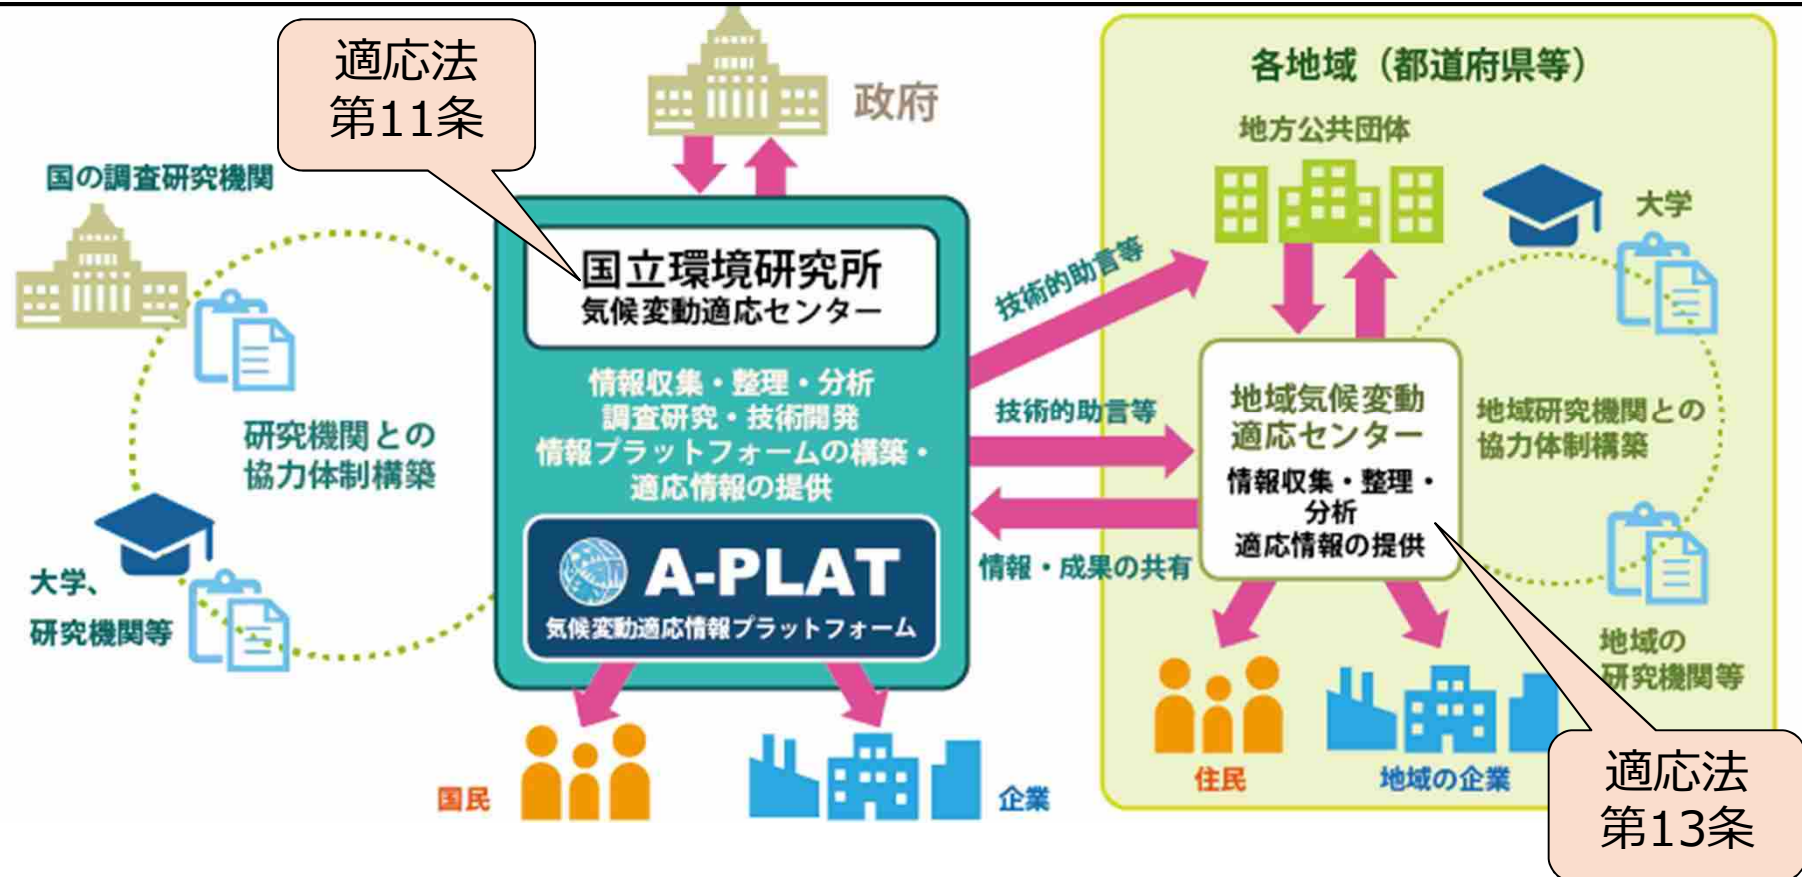 適応法
第11条
政府
国の調査研究機関
国立環境研究所
気候変動適応センター
情報収集・整理・分析
調査研究・技術開発
情報プラットフォームの構築・
適応情報の提供
A-PLAT
気候変動適応情報プラットフォーム
研究機関との
協力体制構築
大学、
研究機関等
国民
企業
技術的助言等
技術的助言等
情報・成果の共有
各地域（都道府県等）
地方公共団体
大学
地域気候変動
適応センター
情報収集・整理・
分析
適応情報の提供
地域研究機関との
協力体制構築
地域の
研究機関等
住民
地域の企業
適応法
第13条